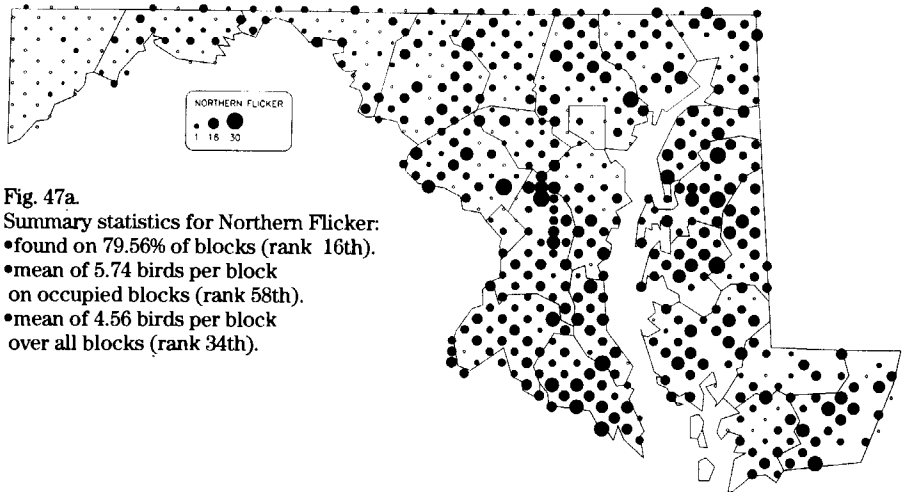 NORTHERN FLICKER
1 16 30
Fig. 47a.
Summary statistics for Northern Flicker:
•found on 79.56% of blocks (rank 16th).
•mean of 5.74 birds per block
on occupied blocks (rank 58th).
•mean of 4.56 birds per block
over all blocks (rank 34th).